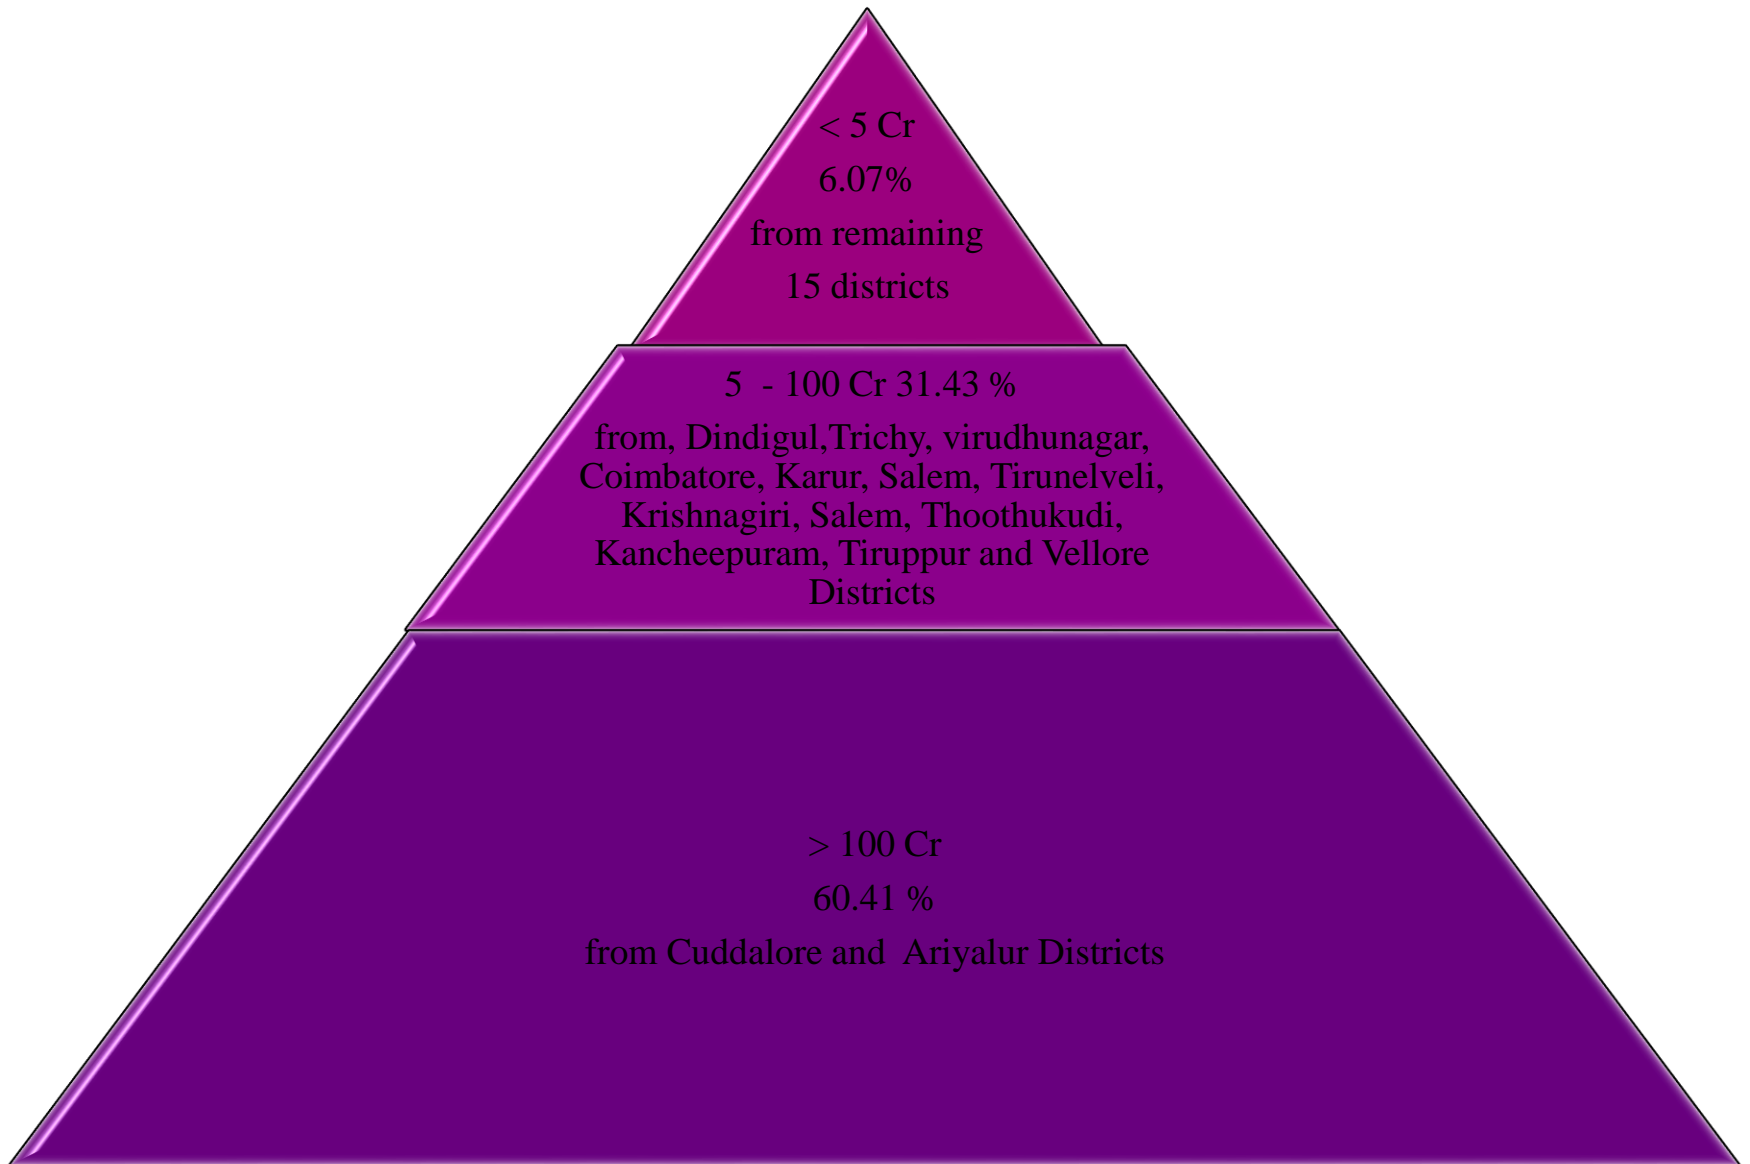 < 5 Cr
6.07%
from remaining
15 districts
5  - 100 Cr 31.43 %
from, Dindigul,Trichy, virudhunagar,
Coimbatore, Karur, Salem, Tirunelveli,
Krishnagiri, Salem, Thoothukudi,
Kancheepuram, Tiruppur and Vellore
Districts
> 100 Cr
60.41 %
from Cuddalore and  Ariyalur Districts